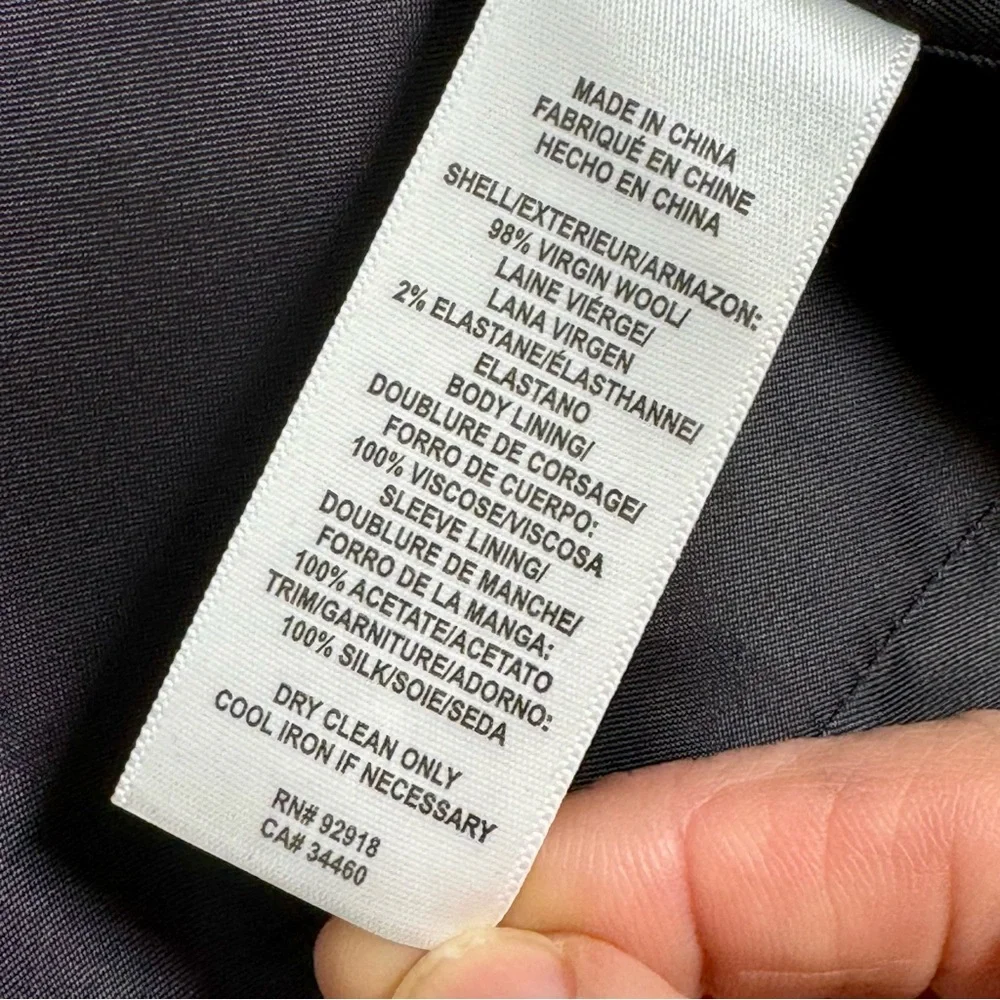 MADE IN CHINA
FABRIQUÉ EN CHINE
HECHO EN CHINA
SHELL/EXTERIEUR/ARMAZON:
98% VIRGIN WOOL/
LAINE VIÉRGE/
LANA VIRGEN
2% ELASTANE/ÉLASTHANNE/
ELASTANO
BODY LINING/
DOUBLURE DE CORSAGE/
FORRO DE CUERPO:
100% VISCOSE/VISCOSA
SLEEVE LINING/
DOUBLURE DE MANCHE/
FORRO DE LA MANGA:
100% ACETATE/ACETATO
TRIM/GARNITURE/ADORNO:
100% SILK/SOIE/SEDA
DRY CLEAN ONLY
COOL IRON IF NECESSARY
RN# 92918
CA# 34460